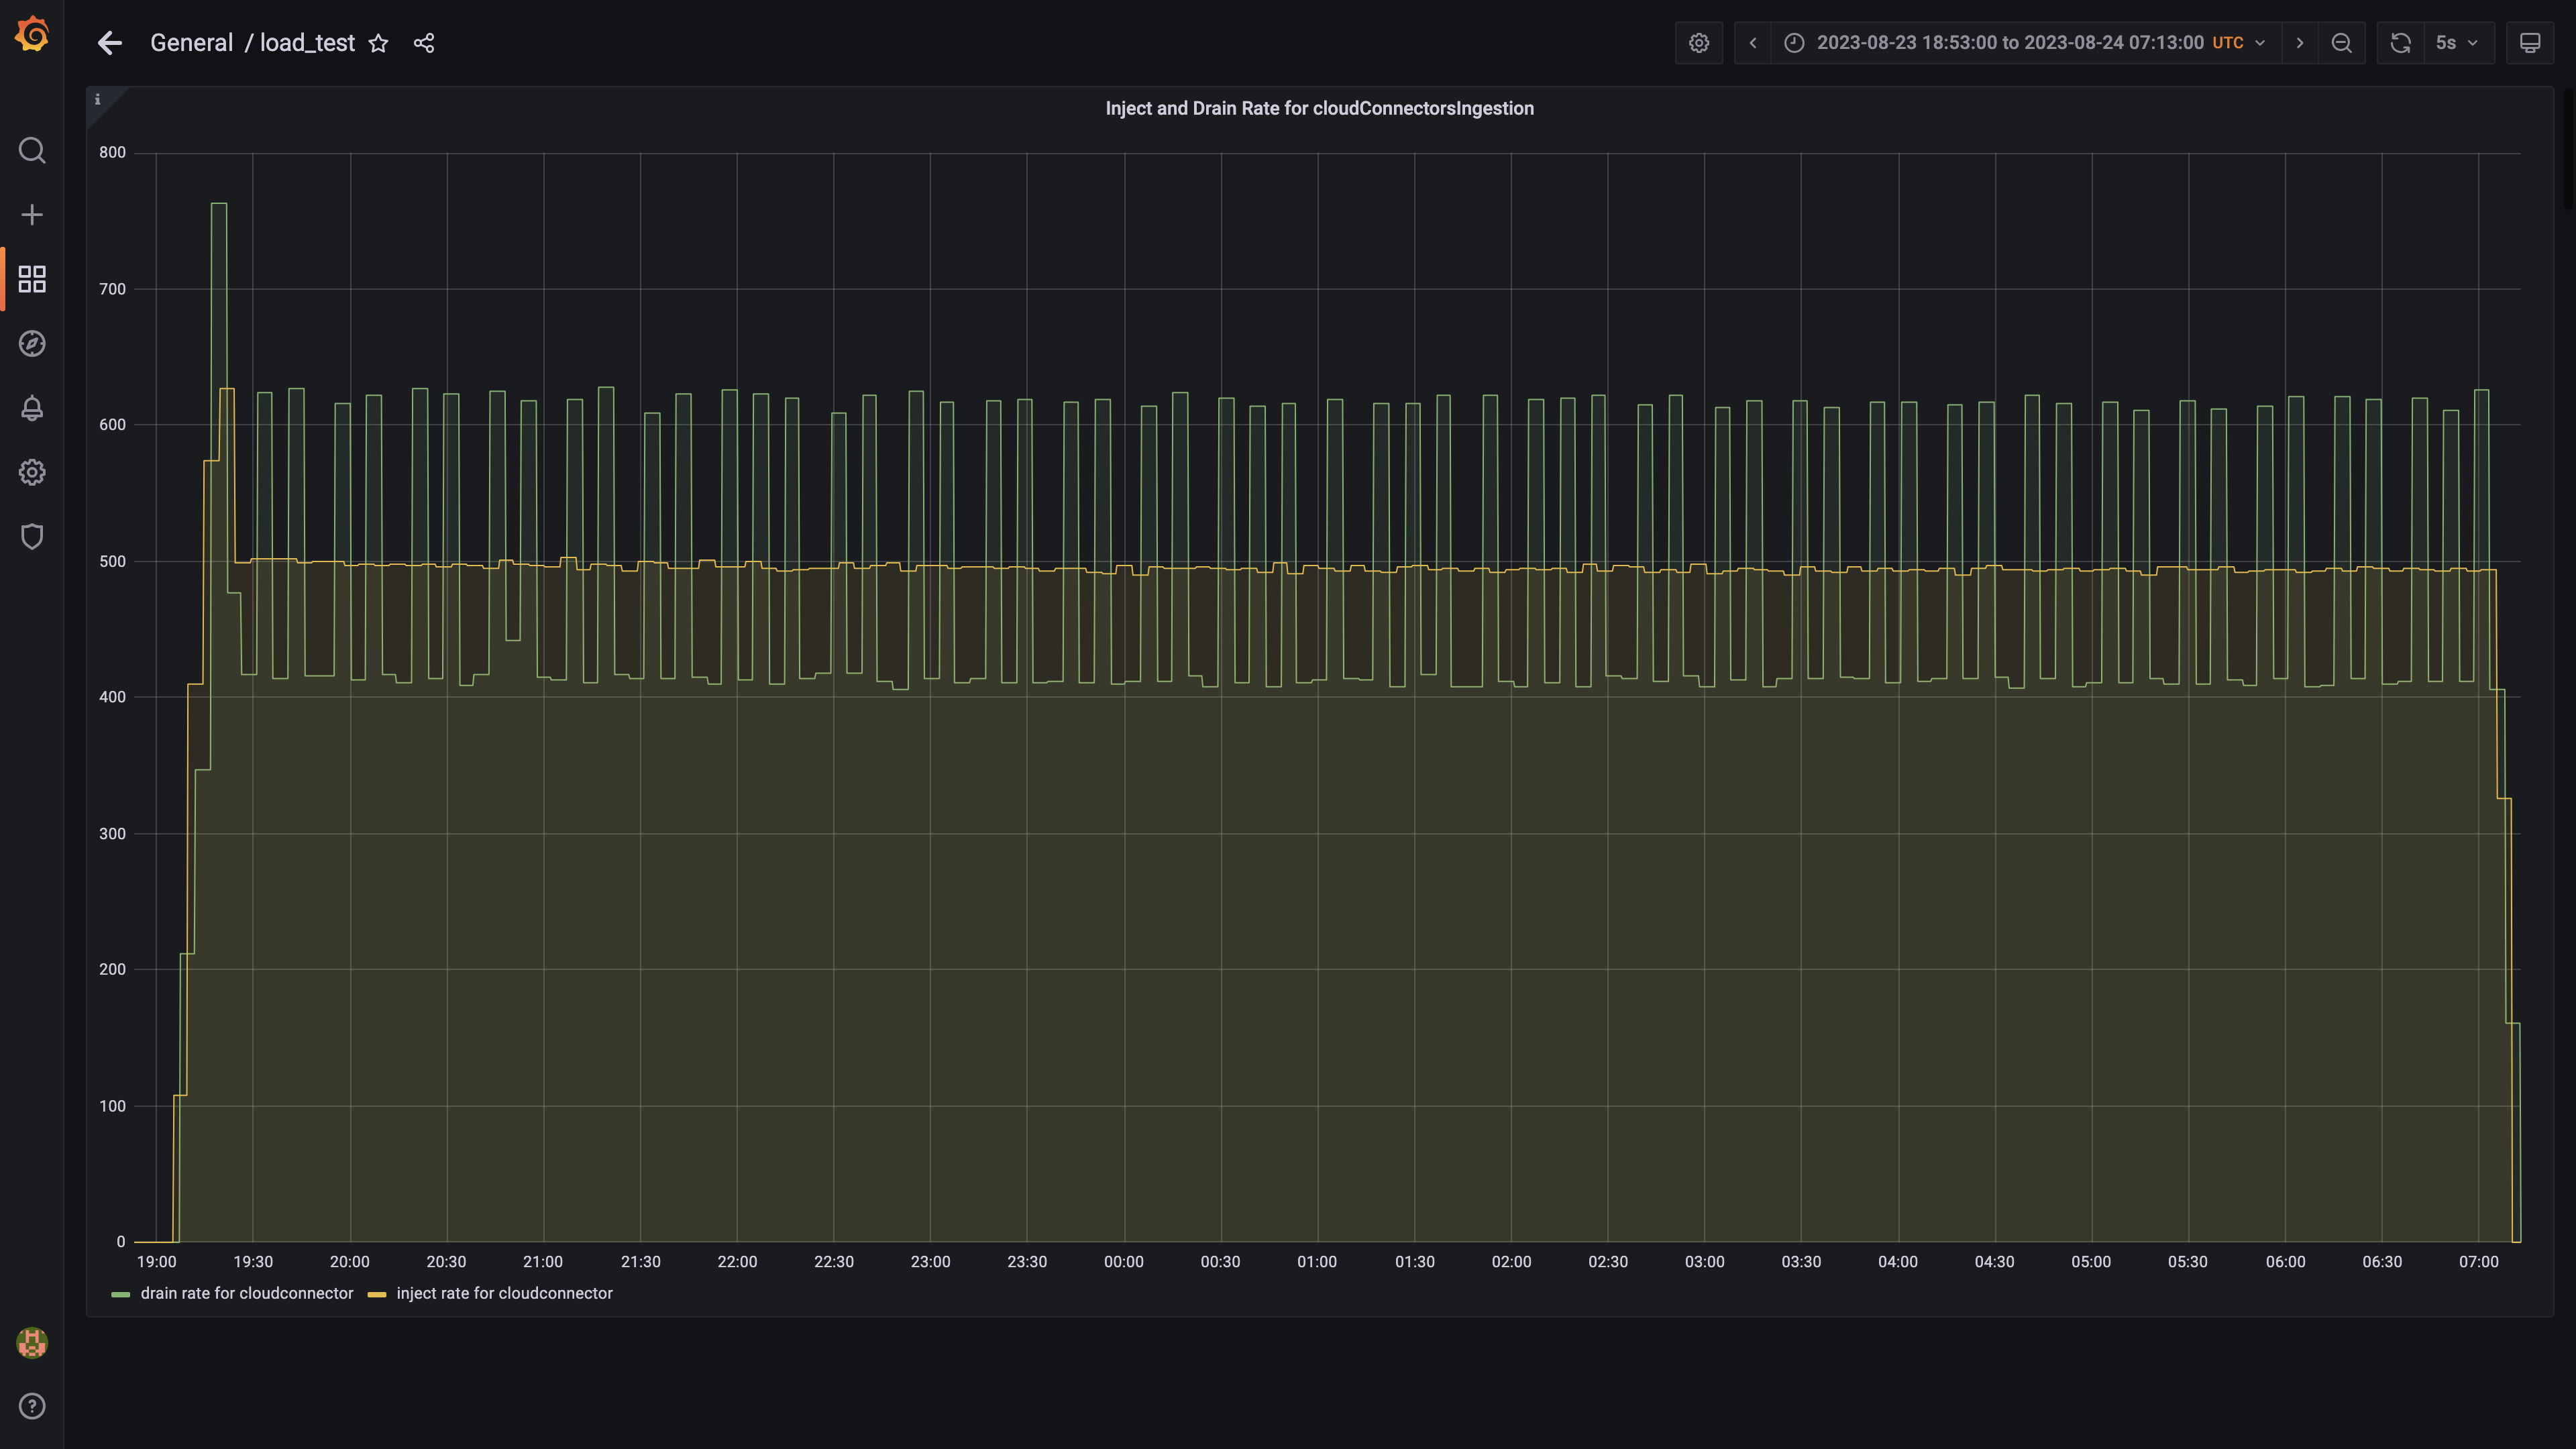 General / load_test
2023-08-23 18:53:00 to 2023-08-24 07:13:00 UTC
5s
i
Inject and Drain Rate for cloudConnectorsIngestion
800
700
600
500
400
300
200
100
0
19:00 19:30 20:00 20:30 21:00 21:30 22:00 22:30 23:00 23:30 00:00 00:30 01:00 01:30 02:00 02:30 03:00 03:30 04:00 04:30 05:00 05:30 06:00 06:30 07:00
drain rate for cloudconnector inject rate for cloudconnector